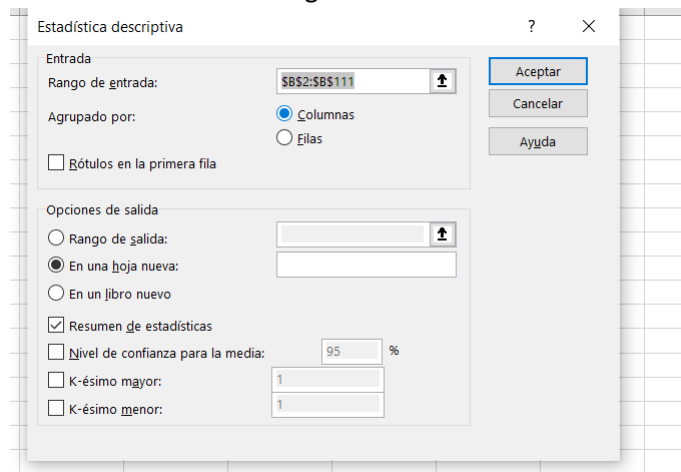 Estadística descriptiva ? ×
Entrada
Rango de entrada: $B$2:$B$111
Aceptar
Cancelar
Ayuda
Agrupado por: Columnas
Filas
Rótulos en la primera fila
Opciones de salida
Rango de salida:
En una hoja nueva:
En un libro nuevo
Resumen de estadísticas
Nivel de confianza para la media: 95 %
K-ésimo mayor: 1
K-ésimo menor: 1